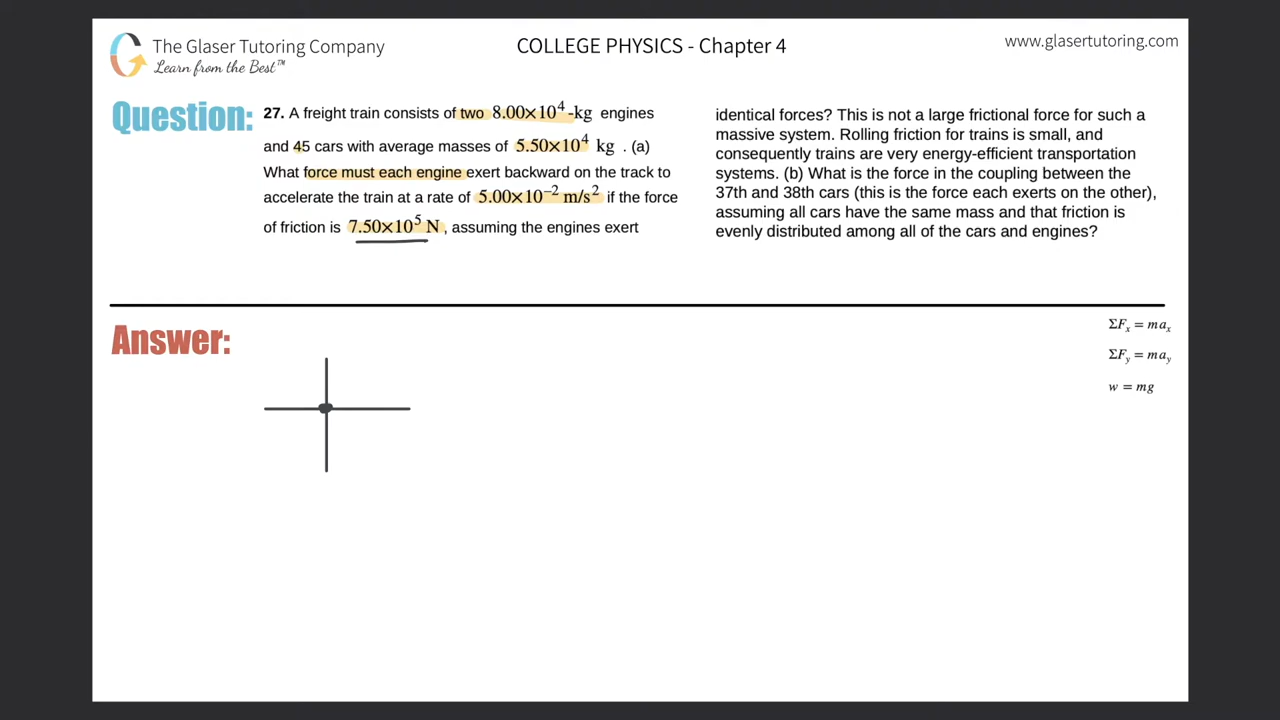 The Glaser Tutoring Company
Learn from the Best™
COLLEGE PHYSICS - Chapter 4
www.glasertutoring.com
Question:
27. A freight train consists of two 8.00×10⁴ -kg engines
and 45 cars with average masses of 5.50×10⁴ kg . (a)
What force must each engine exert backward on the track to
accelerate the train at a rate of 5.00×10⁻² m/s² if the force
of friction is 7.50×10⁵ N, assuming the engines exert
identical forces? This is not a large frictional force for such a
massive system. Rolling friction for trains is small, and
consequently trains are very energy-efficient transportation
systems. (b) What is the force in the coupling between the
37th and 38th cars (this is the force each exerts on the other),
assuming all cars have the same mass and that friction is
evenly distributed among all of the cars and engines?
Answer:
ΣFₓ = maₓ
ΣF_y = ma_y
w = mg